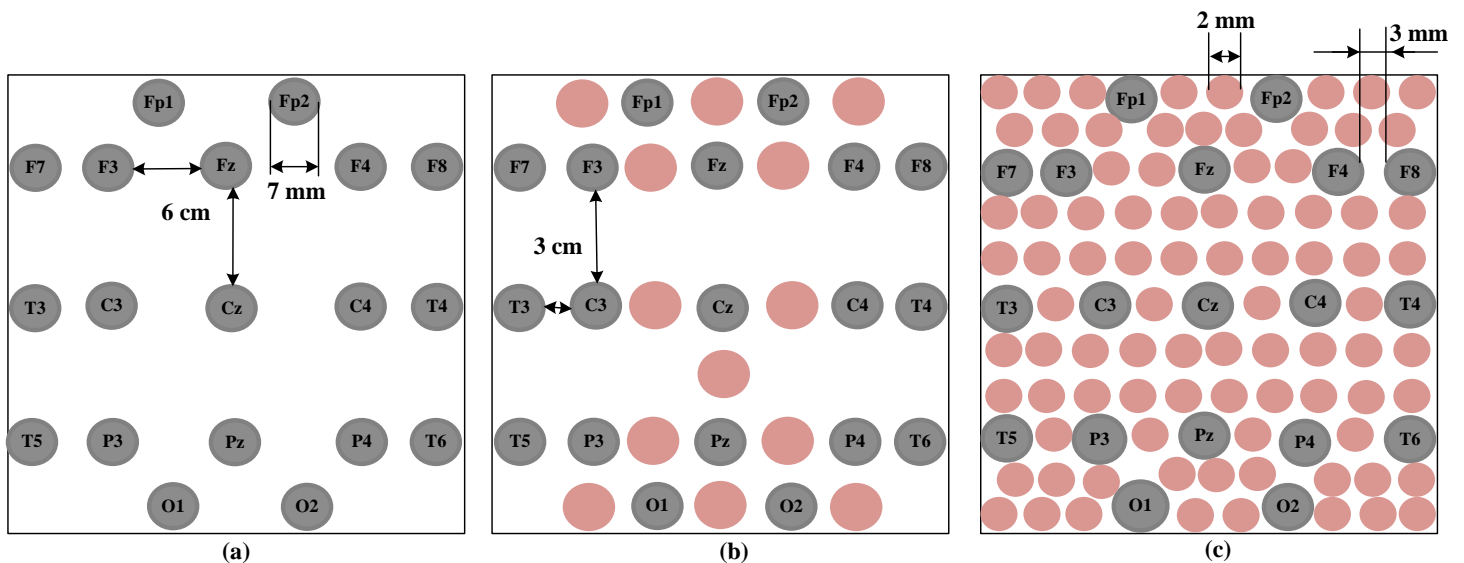 Fp1 Fp2
F7 F3 Fz F4 F8
7 mm
6 cm
T3 C3 Cz C4 T4
T5 P3 Pz P4 T6
O1 O2
(a)
Fp1 Fp2
F7 F3 Fz F4 F8
3 cm
T3 C3 Cz C4 T4
T5 P3 Pz P4 T6
O1 O2
(b)
2 mm
3 mm
Fp1 Fp2
F7 F3 Fz F4 F8
T3 C3 Cz C4 T4
T5 P3 Pz P4 T6
O1 O2
(c)